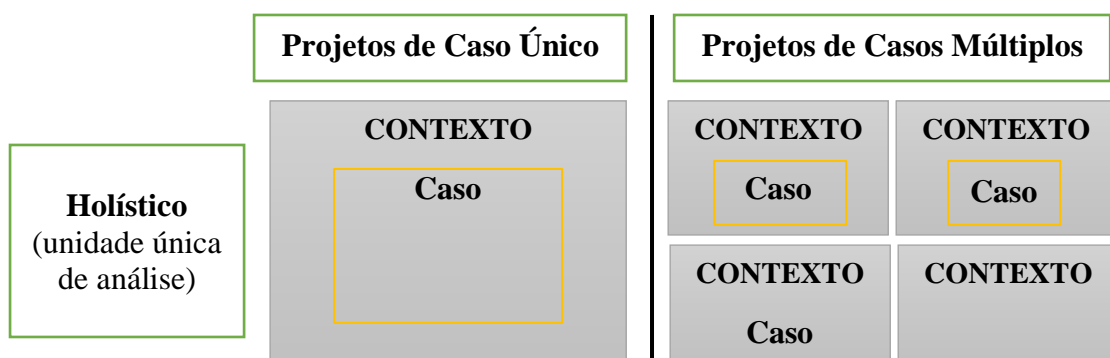 Projetos de Caso Único
Projetos de Casos Múltiplos
Holístico
(unidade única
de análise)
CONTEXTO
Caso
CONTEXTO
Caso
CONTEXTO
Caso
CONTEXTO
Caso
CONTEXTO